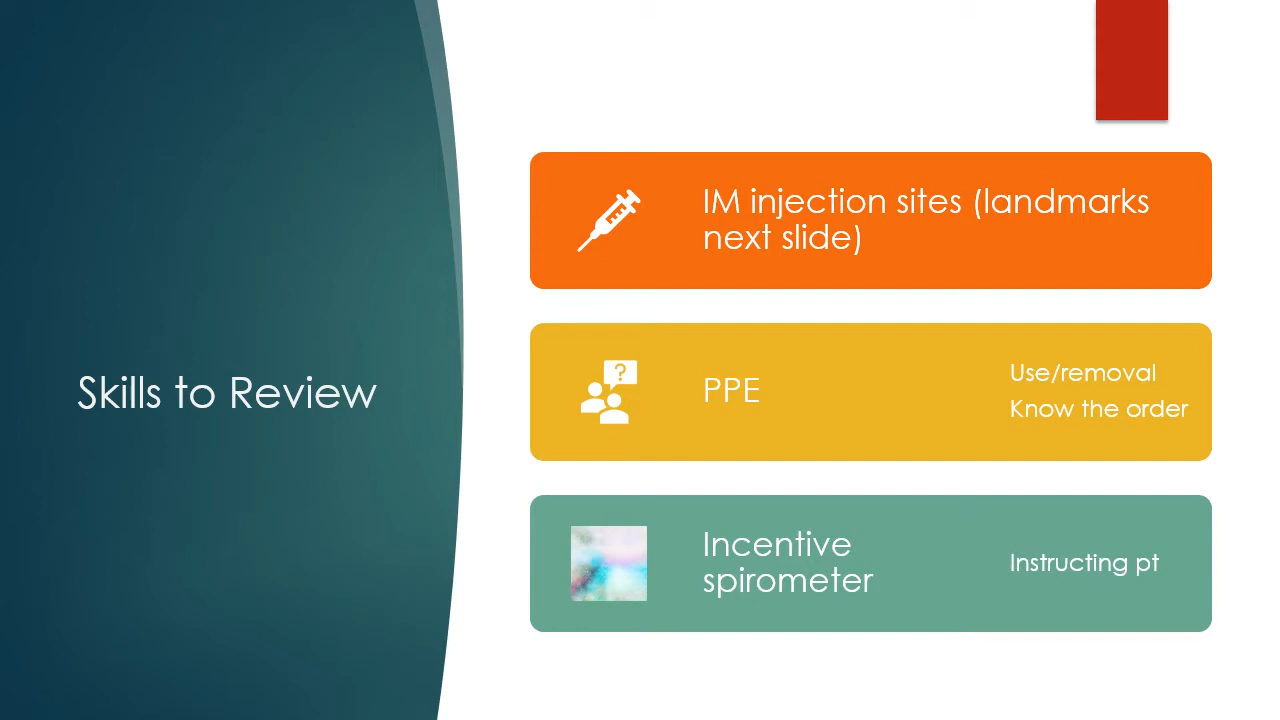 Skills to Review
IM injection sites (landmarks
next slide)
PPE
Use/removal
Know the order
Incentive
spirometer
Instructing pt